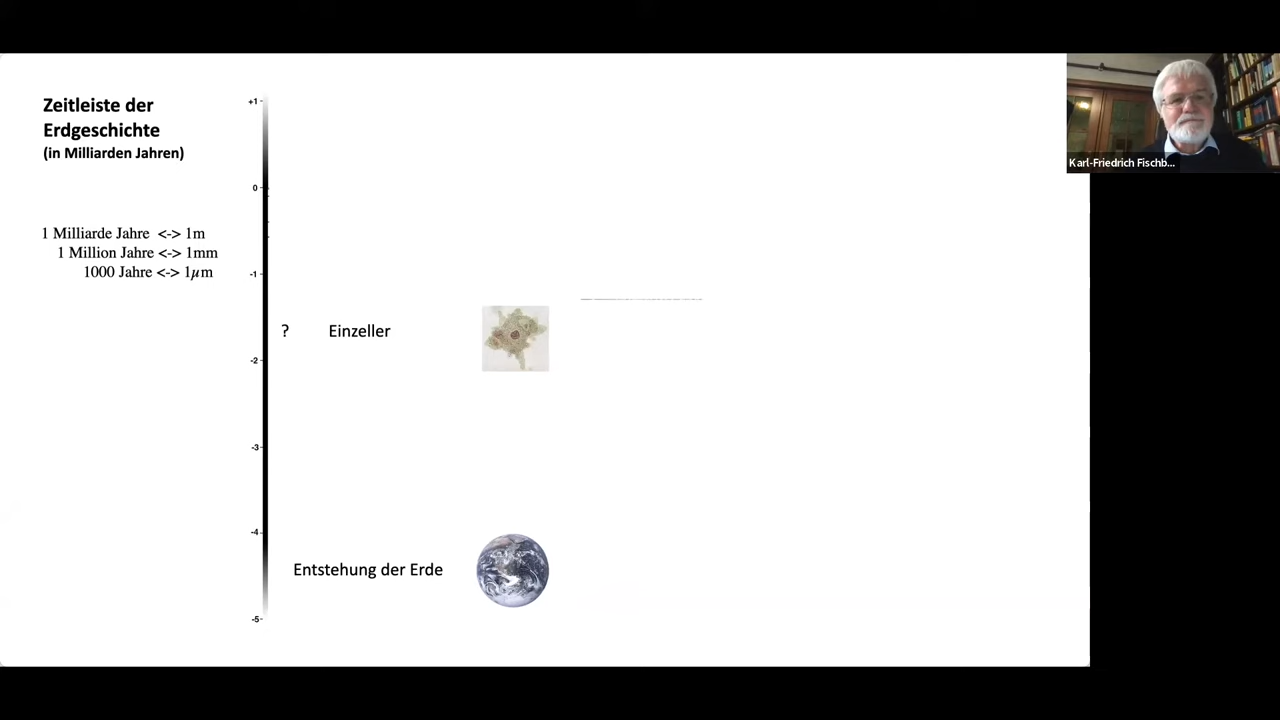 Zeitleiste der
Erdgeschichte
(in Milliarden Jahren)
1 Milliarde Jahre <-> 1m
1 Million Jahre <-> 1mm
1000 Jahre <-> 1µm
+1
0
-1
-2
-3
-4
-5
? Einzeller
Entstehung der Erde
Karl-Friedrich Fischb...